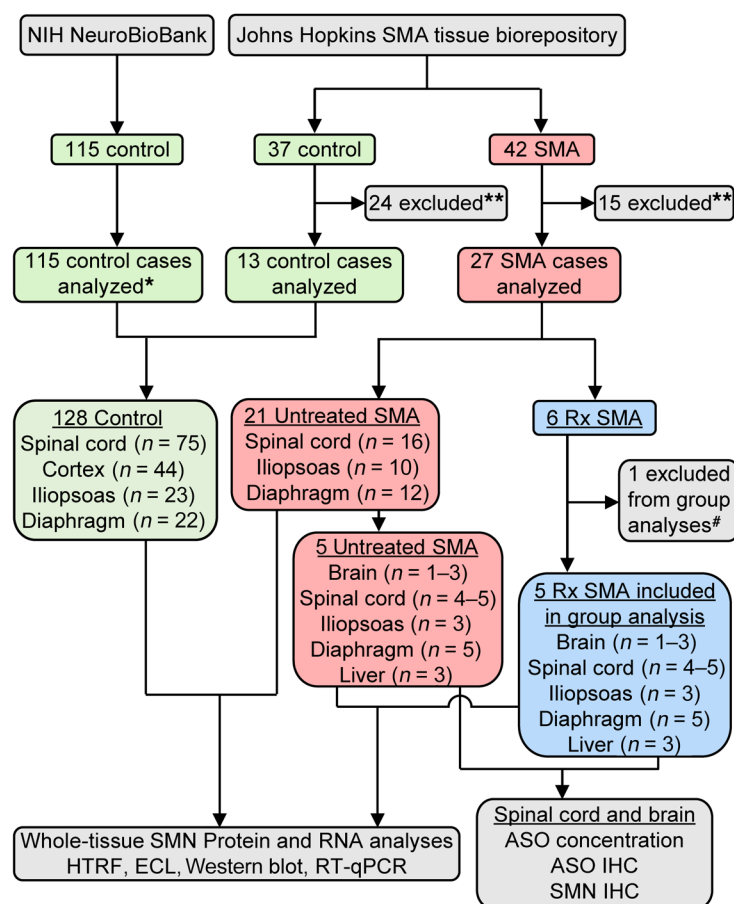 NIH NeuroBioBank
Johns Hopkins SMA tissue biorepository
115 control
37 control
42 SMA
24 excluded**
15 excluded**
115 control cases
analyzed*
13 control cases
analyzed
27 SMA cases
analyzed
128 Control
Spinal cord (n = 75)
Cortex (n = 44)
Iliopsoas (n = 23)
Diaphragm (n = 22)
21 Untreated SMA
Spinal cord (n = 16)
Iliopsoas (n = 10)
Diaphragm (n = 12)
6 Rx SMA
1 excluded
from group
analyses#
5 Untreated SMA
Brain (n = 1–3)
Spinal cord (n = 4–5)
Iliopsoas (n = 3)
Diaphragm (n = 5)
Liver (n = 3)
5 Rx SMA included
in group analysis
Brain (n = 1–3)
Spinal cord (n = 4–5)
Iliopsoas (n = 3)
Diaphragm (n = 5)
Liver (n = 3)
Whole-tissue SMN Protein and RNA analyses
HTRF, ECL, Western blot, RT-qPCR
Spinal cord and brain
ASO concentration
ASO IHC
SMN IHC